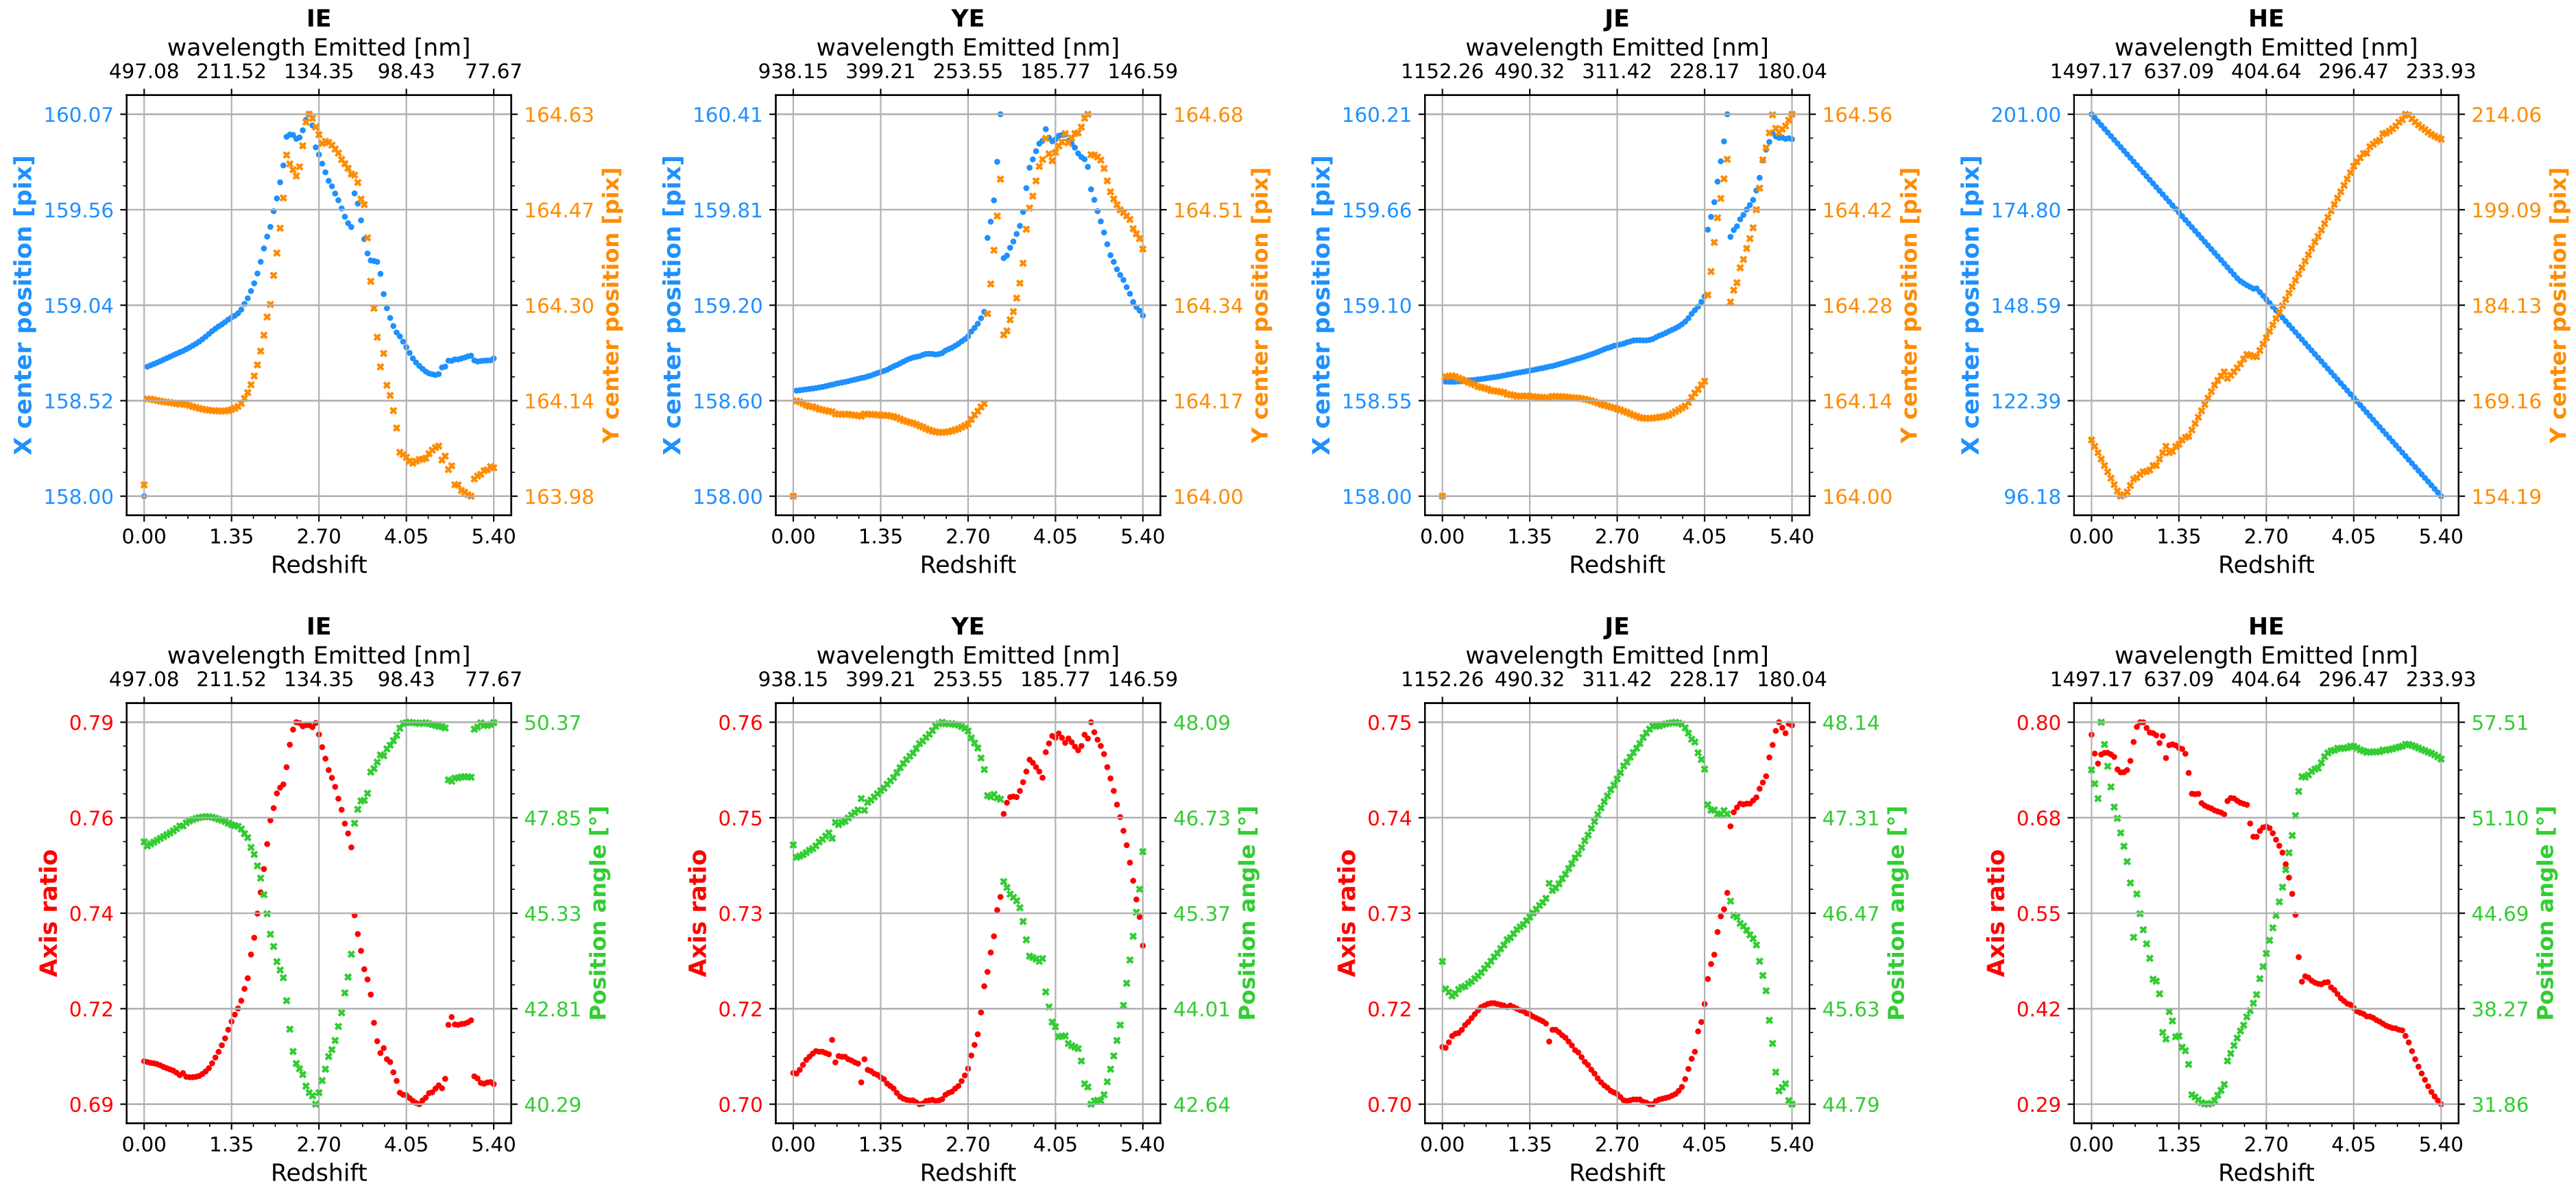 IE YE JE HE
wavelength Emitted [nm] wavelength Emitted [nm] wavelength Emitted [nm] wavelength Emitted [nm]
497.08 211.52 134.35 98.43 77.67 938.15 399.21 253.55 185.77 146.59 1152.26 490.32 311.42 228.17 180.04 1497.17 637.09 404.64 296.47 233.93
160.07 164.63 160.41 164.68 160.21 164.56 201.00 214.06
159.56 164.47 159.81 164.51 159.66 164.42 174.80 199.09
X center position [pix] Y center position [pix] X center position [pix] Y center position [pix] X center position [pix] Y center position [pix] X center position [pix] Y center position [pix]
159.04 164.30 159.20 164.34 159.10 164.28 148.59 184.13
158.52 164.14 158.60 164.17 158.55 164.14 122.39 169.16
158.00 163.98 158.00 164.00 158.00 164.00 96.18 154.19
0.00 1.35 2.70 4.05 5.40 0.00 1.35 2.70 4.05 5.40 0.00 1.35 2.70 4.05 5.40 0.00 1.35 2.70 4.05 5.40
Redshift Redshift Redshift Redshift
IE YE JE HE
wavelength Emitted [nm] wavelength Emitted [nm] wavelength Emitted [nm] wavelength Emitted [nm]
497.08 211.52 134.35 98.43 77.67 938.15 399.21 253.55 185.77 146.59 1152.26 490.32 311.42 228.17 180.04 1497.17 637.09 404.64 296.47 233.93
0.79 50.37 0.76 48.09 0.75 48.14 0.80 57.51
0.76 47.85 0.75 46.73 0.74 47.31 0.68 51.10
Axis ratio Position angle [°] Axis ratio Position angle [°] Axis ratio Position angle [°] Axis ratio Position angle [°]
0.74 45.33 0.73 45.37 0.73 46.47 0.55 44.69
0.72 42.81 0.72 44.01 0.72 45.63 0.42 38.27
0.69 40.29 0.70 42.64 0.70 44.79 0.29 31.86
0.00 1.35 2.70 4.05 5.40 0.00 1.35 2.70 4.05 5.40 0.00 1.35 2.70 4.05 5.40 0.00 1.35 2.70 4.05 5.40
Redshift Redshift Redshift Redshift